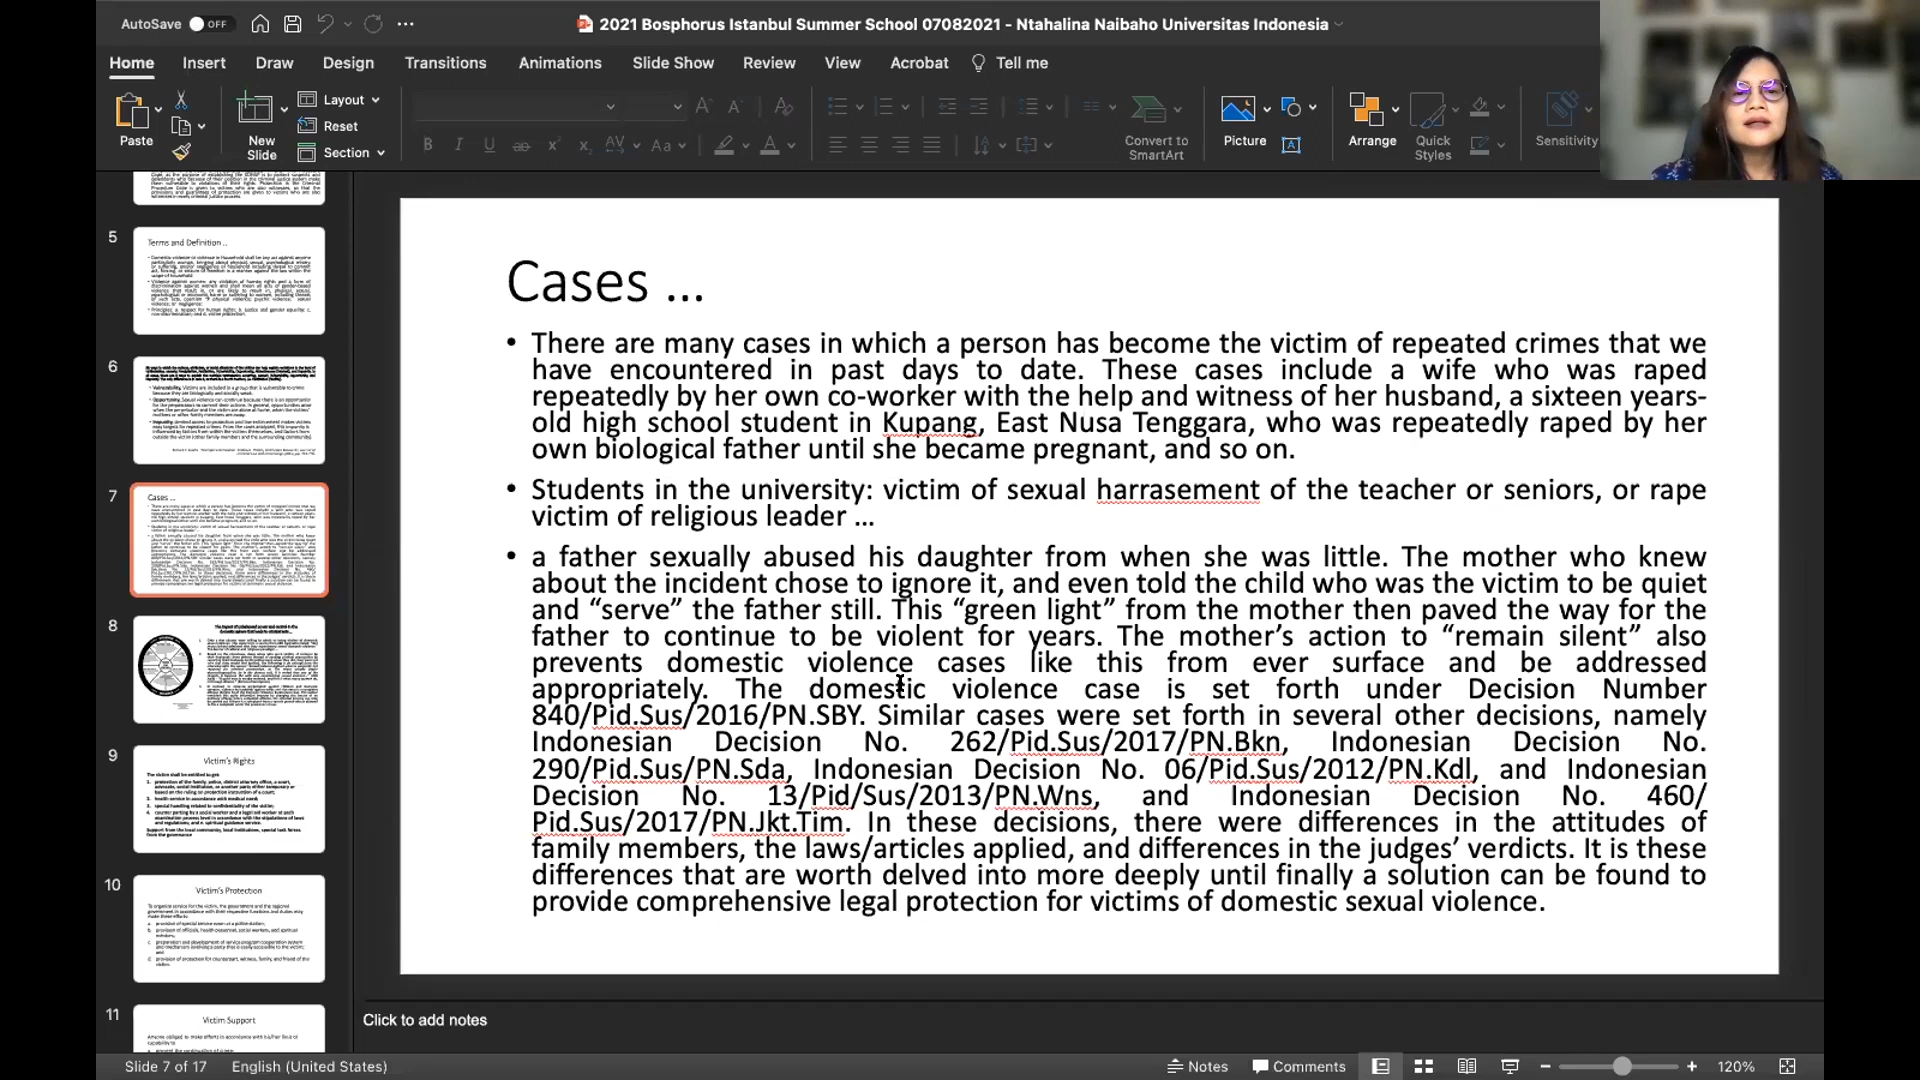 AutoSave OFF
2021 Bosphorus Istanbul Summer School 07082021 - Ntahalina Naibaho Universitas Indonesia
Home Insert Draw Design Transitions Animations Slide Show Review View Acrobat Tell me
Paste
New
Slide
Layout
Reset
Section
B I U ab x² x₂ AV Aa A
Convert to
SmartArt
Picture
Arrange
Quick
Styles
Sensitivity
5
Terms and Definition ...
6
7
Cases ...
8
9
Victim's Rights
10
Victim's Protection
11
Victim Support
Cases ...
• There are many cases in which a person has become the victim of repeated crimes that we
have encountered in past days to date. These cases include a wife who was raped
repeatedly by her own co-worker with the help and witness of her husband, a sixteen years-
old high school student in Kupang, East Nusa Tenggara, who was repeatedly raped by her
own biological father until she became pregnant, and so on.
• Students in the university: victim of sexual harrasement of the teacher or seniors, or rape
victim of religious leader ...
• a father sexually abused his daughter from when she was little. The mother who knew
about the incident chose to ignore it, and even told the child who was the victim to be quiet
and “serve” the father still. This “green light” from the mother then paved the way for the
father to continue to be violent for years. The mother’s action to “remain silent” also
prevents domestic violence cases like this from ever surface and be addressed
appropriately. The domestic violence case is set forth under Decision Number
840/Pid.Sus/2016/PN.SBY. Similar cases were set forth in several other decisions, namely
Indonesian Decision No. 262/Pid.Sus/2017/PN.Bkn, Indonesian Decision No.
290/Pid.Sus/PN.Sda, Indonesian Decision No. 06/Pid.Sus/2012/PN.Kdl, and Indonesian
Decision No. 13/Pid/Sus/2013/PN.Wns, and Indonesian Decision No. 460/
Pid.Sus/2017/PN.Jkt.Tim. In these decisions, there were differences in the attitudes of
family members, the laws/articles applied, and differences in the judges’ verdicts. It is these
differences that are worth delved into more deeply until finally a solution can be found to
provide comprehensive legal protection for victims of domestic sexual violence.
Click to add notes
Slide 7 of 17 English (United States) Notes Comments 120%